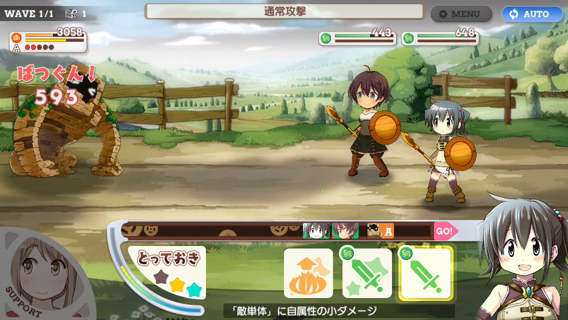 WAVE 1/1
1
通常攻撃
MENU
AUTO
3058
A
443
648
ばつぐん!
593
A
GO!
とっておき
SUPPORT
「敵単体」に自属性の小ダメージ